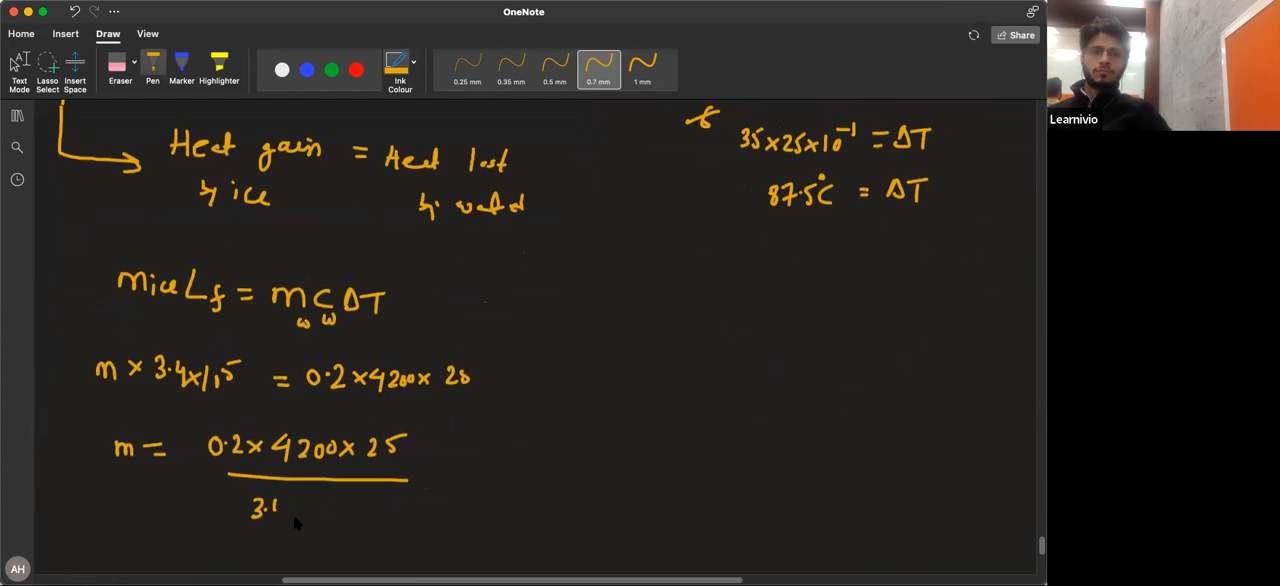 OneNote
Home Insert Draw View
Share
Text Mode
Lasso Select
Insert Space
Eraser
Pen
Marker
Highlighter
Ink Colour
0.25 mm
0.35 mm
0.5 mm
0.7 mm
1 mm
Learnivio
Heat gain = Heat lost
by ice by water
35×25×10⁻¹ = ΔT
87.5°C = ΔT
mice Lf = mw Cw ΔT
m × 3.4×10⁵ = 0.2×4200×
m = 0.2×4200×25
3.
AH